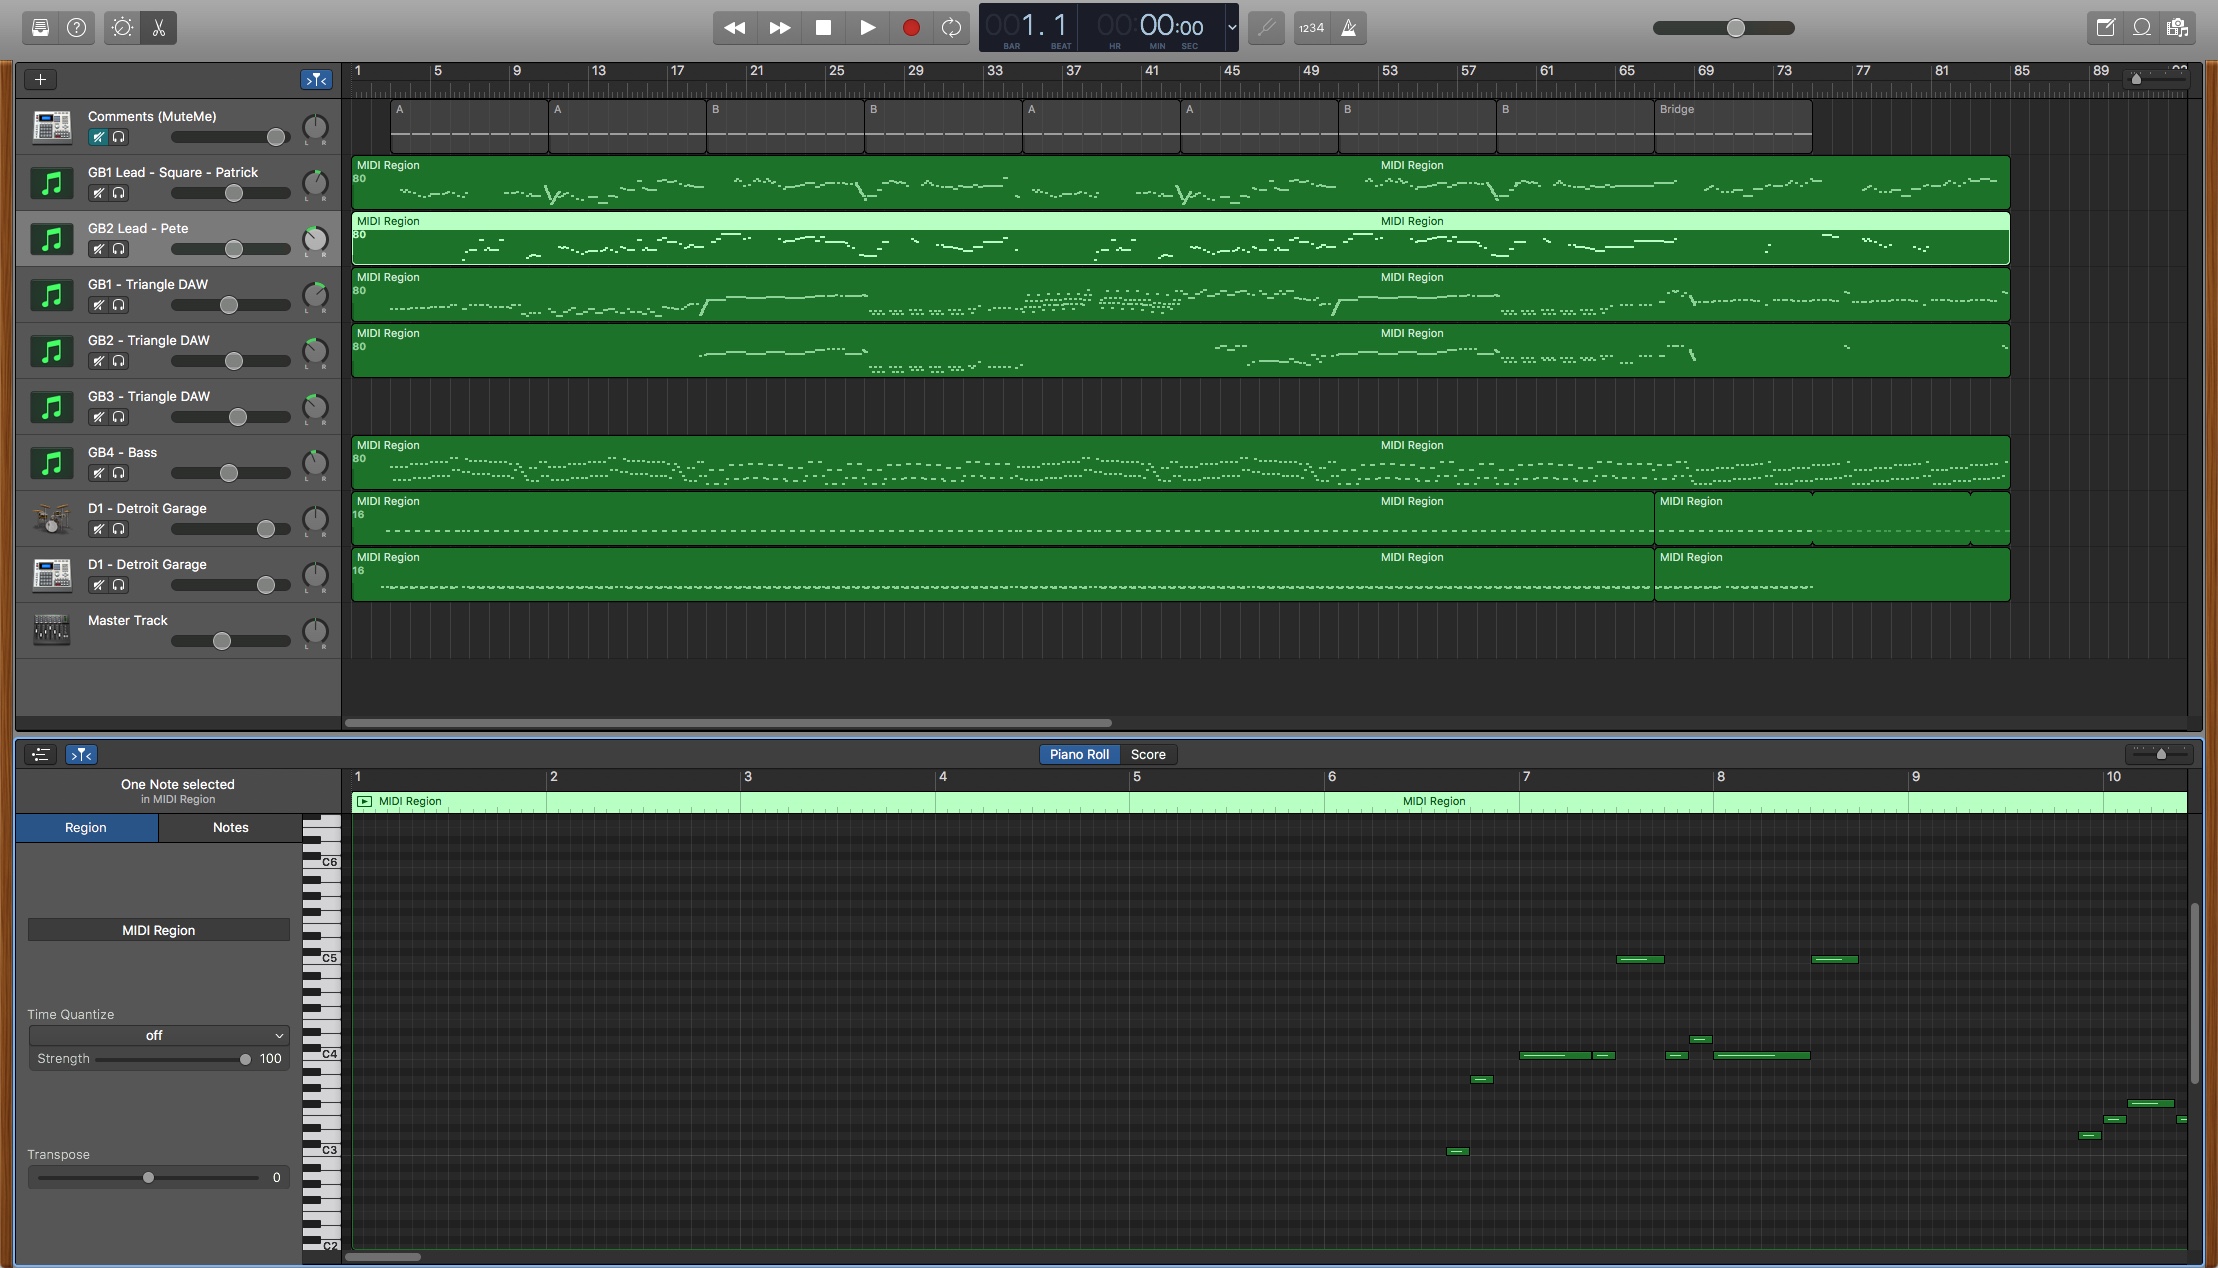 001. 1 00:00:00
BAR BEAT HR MIN SEC
1234
1 5 9 13 17 21 25 29 33 37 41 45 49 53 57 61 65 69 73 77 81 85 89
Comments (MuteMe)
L R
A A B B A A B B Bridge
GB1 Lead - Square - Patrick
L R
MIDI Region MIDI Region
80
GB2 Lead - Pete
L R
MIDI Region MIDI Region
80
GB1 - Triangle DAW
L R
MIDI Region MIDI Region
80
GB2 - Triangle DAW
L R
MIDI Region MIDI Region
80
GB3 - Triangle DAW
L R
GB4 - Bass
L R
MIDI Region MIDI Region
80
D1 - Detroit Garage
L R
MIDI Region MIDI Region MIDI Region
16
D1 - Detroit Garage
L R
MIDI Region MIDI Region MIDI Region
16
Master Track
L R
Piano Roll Score
One Note selected
in MIDI Region
1 2 3 4 5 6 7 8 9 10
MIDI Region MIDI Region
Region Notes
C6
MIDI Region
C5
Time Quantize
off
Strength 100
C4
C3
Transpose
0
C2